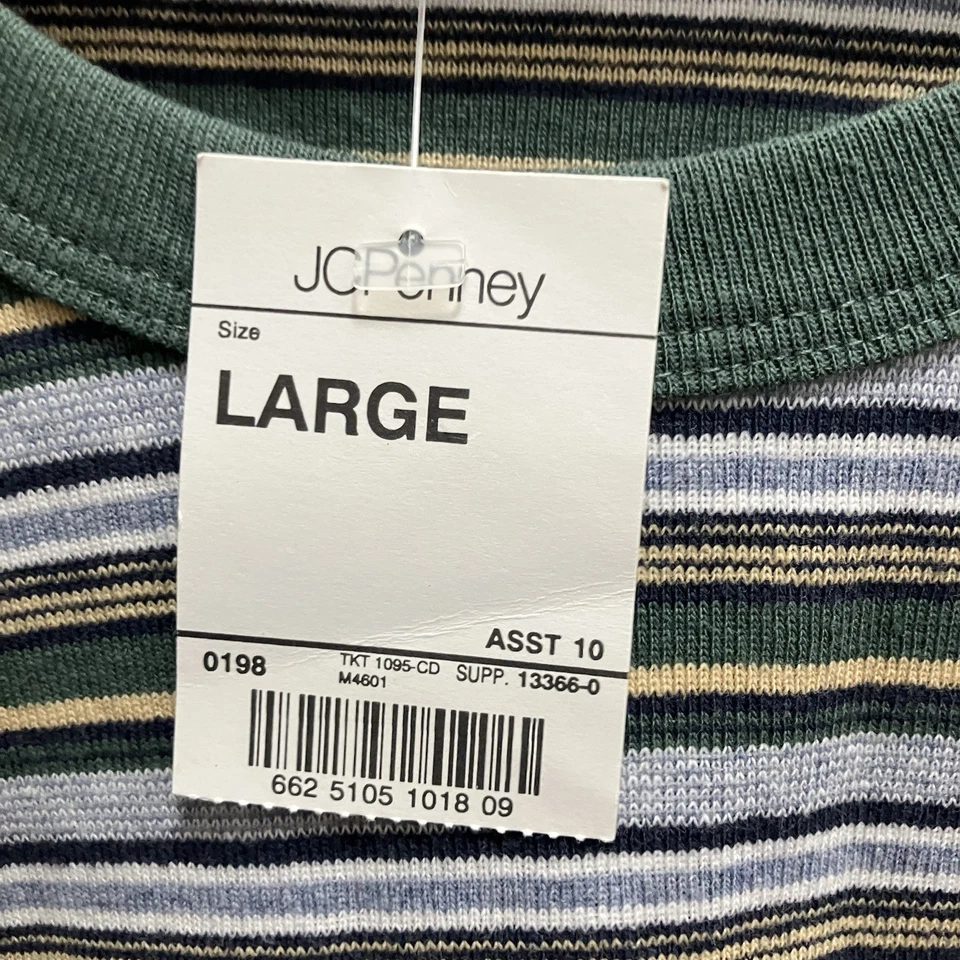 JCPenney
Size
LARGE
ASST 10
0198 TKT 1095-CD SUPP. 13366-0
M4601
662 5105 1018 09